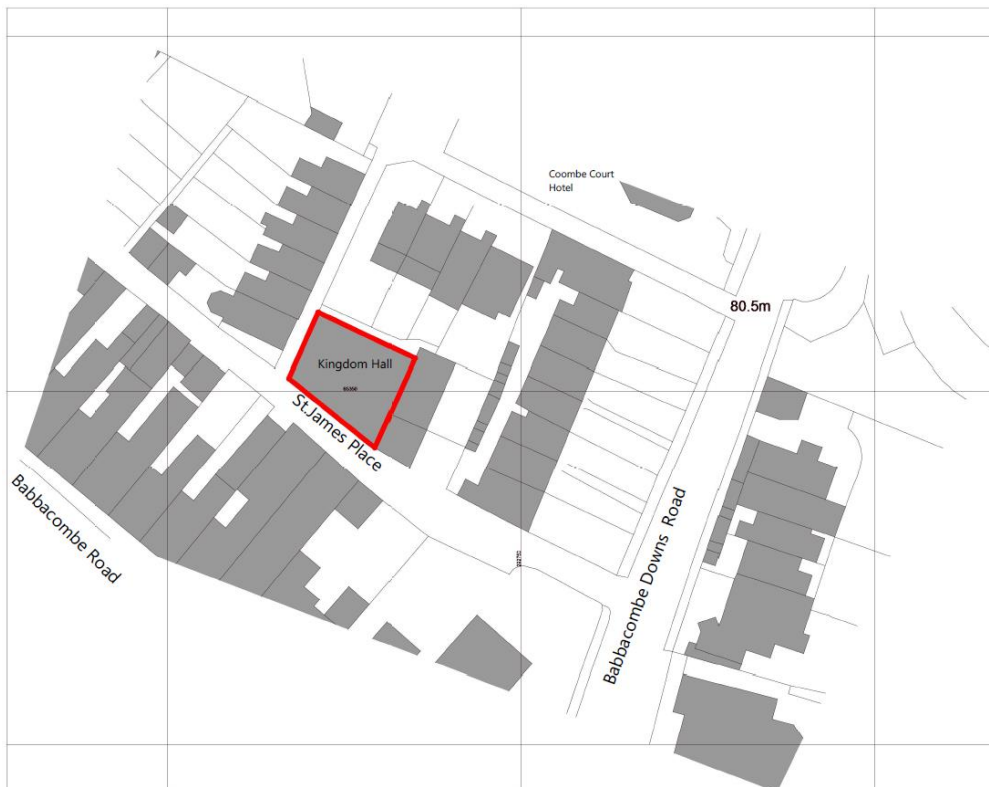 Coombe Court
Hotel
80.5m
Kingdom Hall
St.James Place
Babbacombe Road
Babbacombe Downs Road